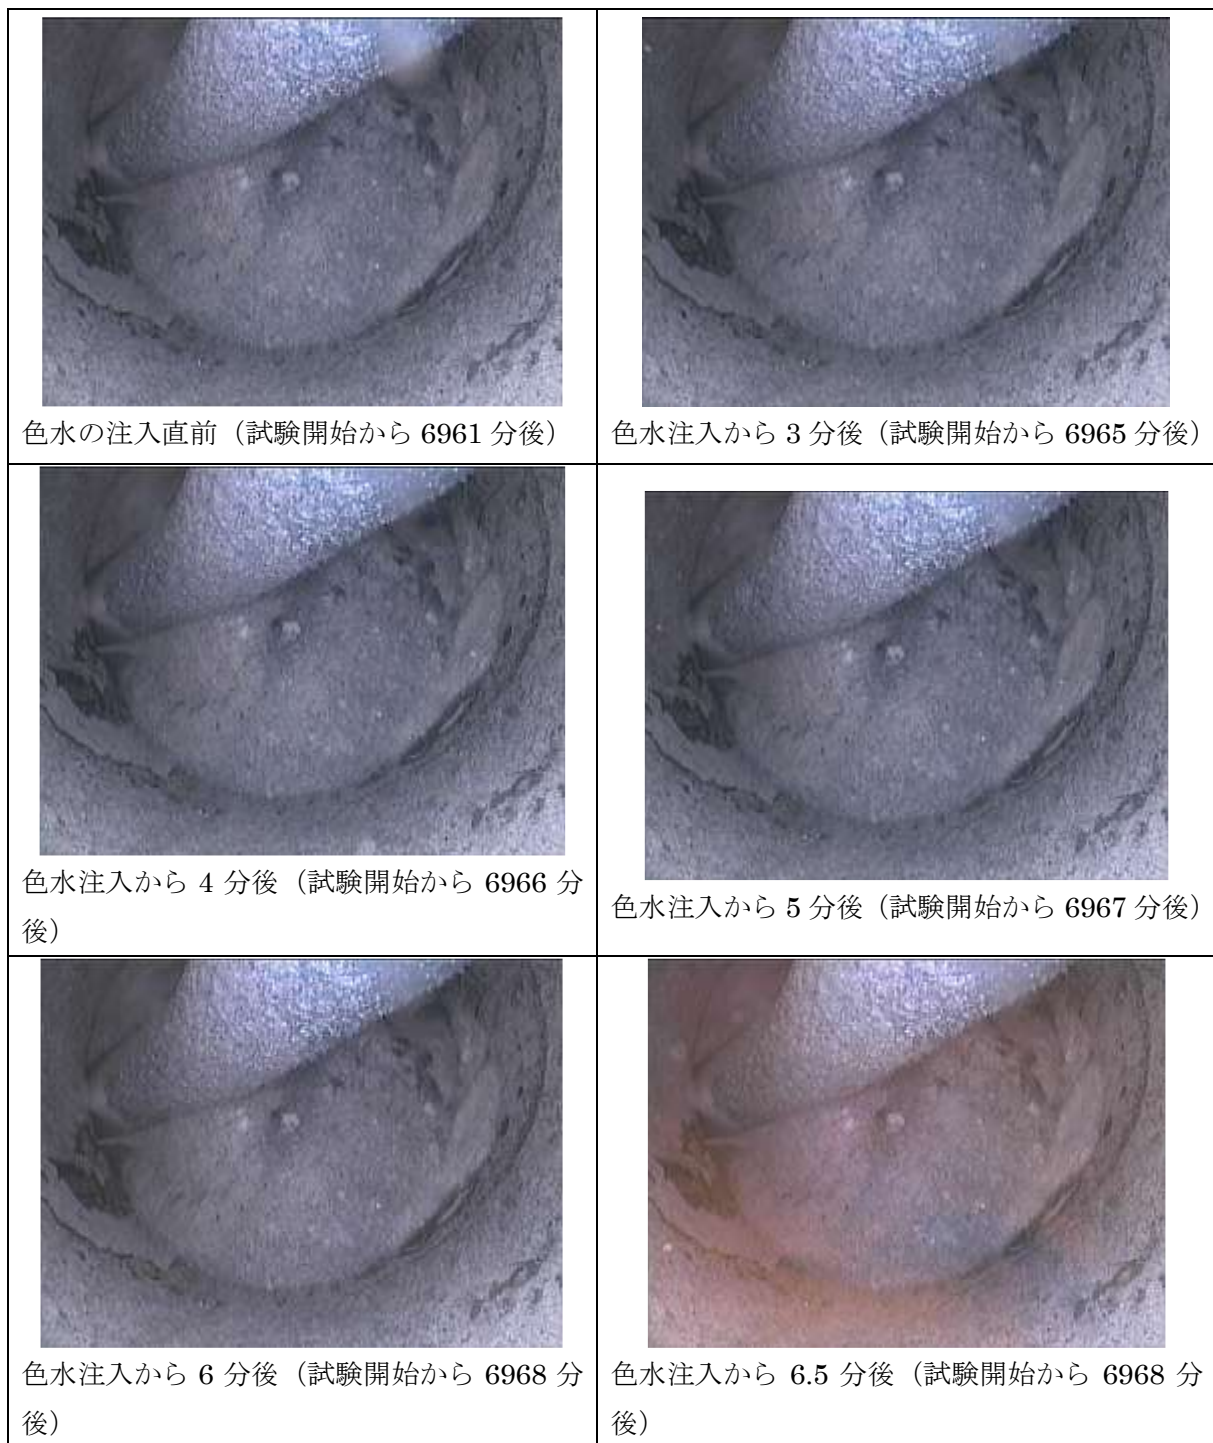 色水の注入直前（試験開始から 6961 分後）
色水注入から 3 分後（試験開始から 6965 分後）
色水注入から 4 分後（試験開始から 6966 分
後）
色水注入から 5 分後（試験開始から 6967 分後）
色水注入から 6 分後（試験開始から 6968 分
後）
色水注入から 6.5 分後（試験開始から 6968 分
後）